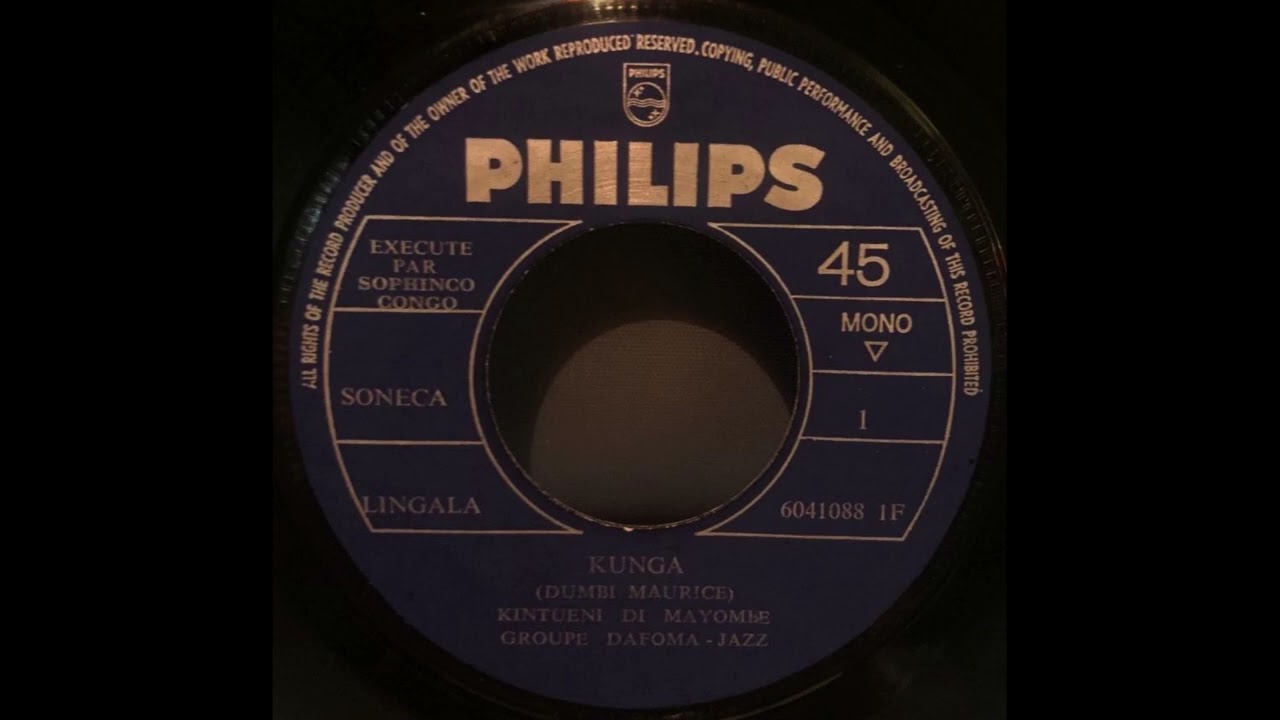 ALL RIGHTS OF THE RECORD PRODUCER AND OF THE OWNER OF THE WORK REPRODUCED RESERVED. COPYING, PUBLIC PERFORMANCE AND BROADCASTING OF THIS RECORD PROHIBITED
PHILIPS
PHILIPS
EXECUTE
PAR
SOPHINCO
CONGO
45
MONO
SONECA
1
LINGALA
6041088 1F
KUNGA
(DUMBI MAURICE)
KINTUENI DI MAYOMBE
GROUPE DAFOMA-JAZZ